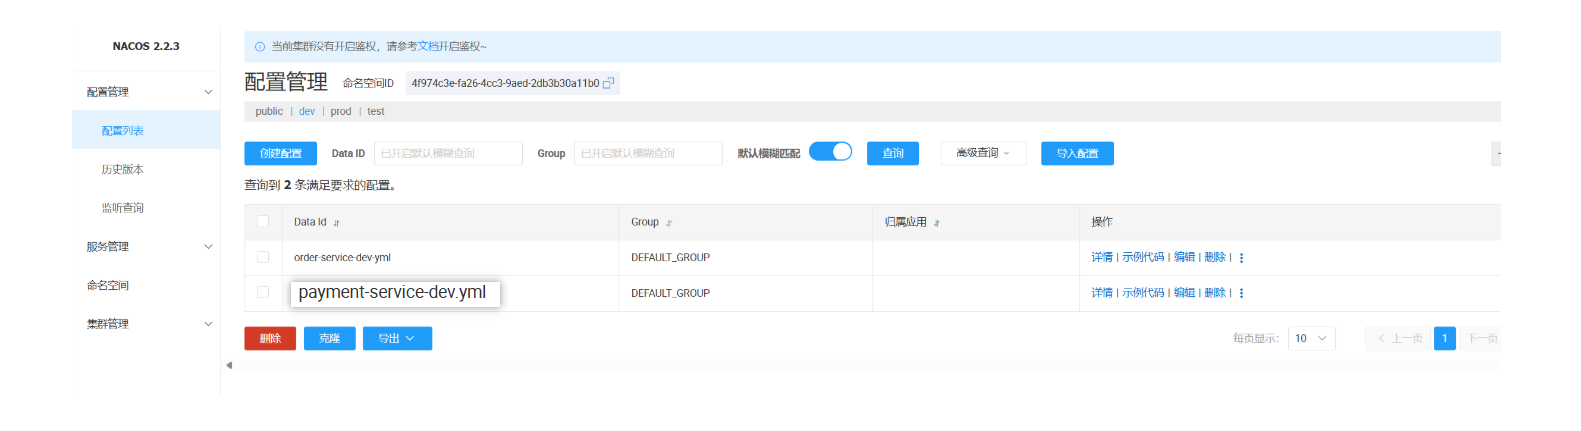 NACOS 2.2.3
配置管理
配置列表
历史版本
监听查询
服务管理
命名空间
集群管理
当前集群没有开启鉴权，请参考文档开启鉴权~
配置管理 命名空间ID 4f974c3e-fa26-4cc3-9aed-2db3b30a11b0
public | dev | prod | test
创建配置 Data ID 已开启默认模糊查询 Group 已开启默认模糊查询 默认模糊匹配 查询 高级查询 导入配置
查询到 2 条满足要求的配置。
Data Id Group 归属应用 操作
order-service-dev-yml DEFAULT_GROUP 详情 | 示例代码 | 编辑 | 删除 |
payment-service-dev.yml DEFAULT_GROUP 详情 | 示例代码 | 编辑 | 删除 |
删除 克隆 导出 每页显示: 10 上一页 1 下一页